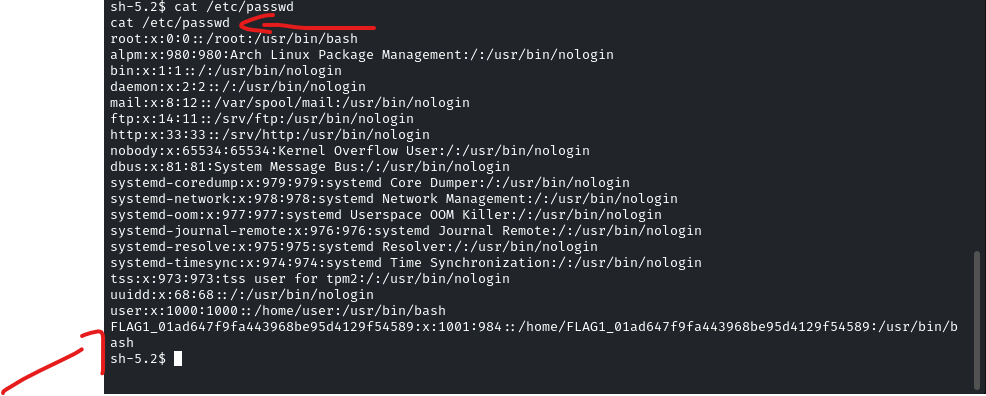 sh-5.2$ cat /etc/passwd
cat /etc/passwd
root:x:0:0::/root:/usr/bin/bash
alpm:x:980:980:Arch Linux Package Management:/:/usr/bin/nologin
bin:x:1:1::/:/usr/bin/nologin
daemon:x:2:2::/:/usr/bin/nologin
mail:x:8:12::/var/spool/mail:/usr/bin/nologin
ftp:x:14:11::/srv/ftp:/usr/bin/nologin
http:x:33:33::/srv/http:/usr/bin/nologin
nobody:x:65534:65534:Kernel Overflow User:/:/usr/bin/nologin
dbus:x:81:81:System Message Bus:/:/usr/bin/nologin
systemd-coredump:x:979:979:systemd Core Dumper:/:/usr/bin/nologin
systemd-network:x:978:978:systemd Network Management:/:/usr/bin/nologin
systemd-oom:x:977:977:systemd Userspace OOM Killer:/:/usr/bin/nologin
systemd-journal-remote:x:976:976:systemd Journal Remote:/:/usr/bin/nologin
systemd-resolve:x:975:975:systemd Resolver:/:/usr/bin/nologin
systemd-timesync:x:974:974:systemd Time Synchronization:/:/usr/bin/nologin
tss:x:973:973:tss user for tpm2:/:/usr/bin/nologin
uuidd:x:68:68::/:/usr/bin/nologin
user:x:1000:1000::/home/user:/usr/bin/bash
FLAG1_01ad647f9fa443968be95d4129f54589:x:1001:984::/home/FLAG1_01ad647f9fa443968be95d4129f54589:/usr/bin/b
ash
sh-5.2$